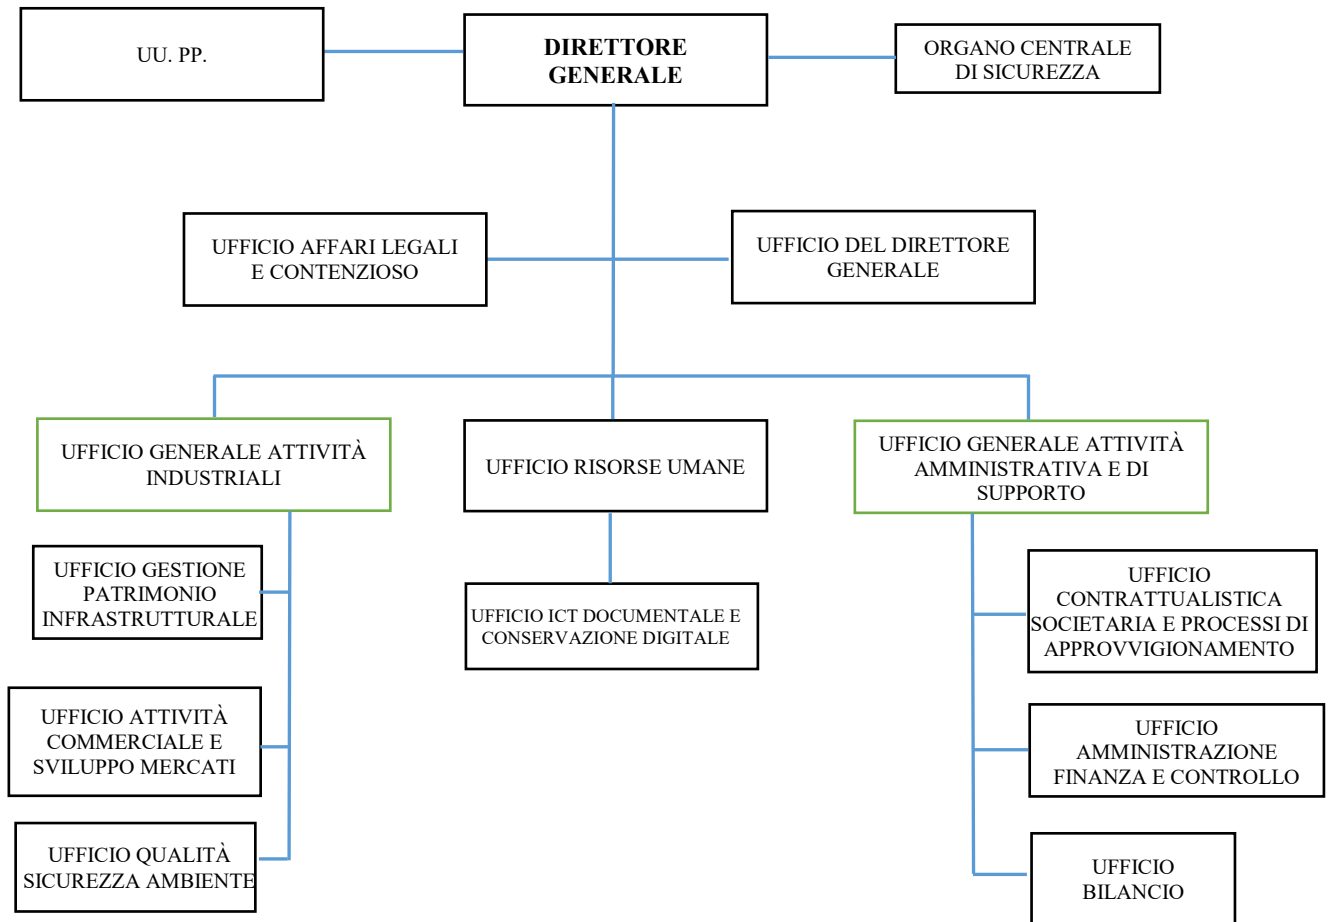 UU. PP.
DIRETTORE
GENERALE
ORGANO CENTRALE
DI SICUREZZA
UFFICIO AFFARI LEGALI
E CONTENZIOSO
UFFICIO DEL DIRETTORE
GENERALE
UFFICIO GENERALE ATTIVITÀ
INDUSTRIALI
UFFICIO RISORSE UMANE
UFFICIO GENERALE ATTIVITÀ
AMMINISTRATIVA E DI
SUPPORTO
UFFICIO GESTIONE
PATRIMONIO
INFRASTRUTTURALE
UFFICIO ICT DOCUMENTALE E
CONSERVAZIONE DIGITALE
UFFICIO
CONTRATTUALISTICA
SOCIETARIA E PROCESSI DI
APPROVVIGIONAMENTO
UFFICIO ATTIVITÀ
COMMERCIALE E
SVILUPPO MERCATI
UFFICIO
AMMINISTRAZIONE
FINANZA E CONTROLLO
UFFICIO QUALITÀ
SICUREZZA AMBIENTE
UFFICIO
BILANCIO